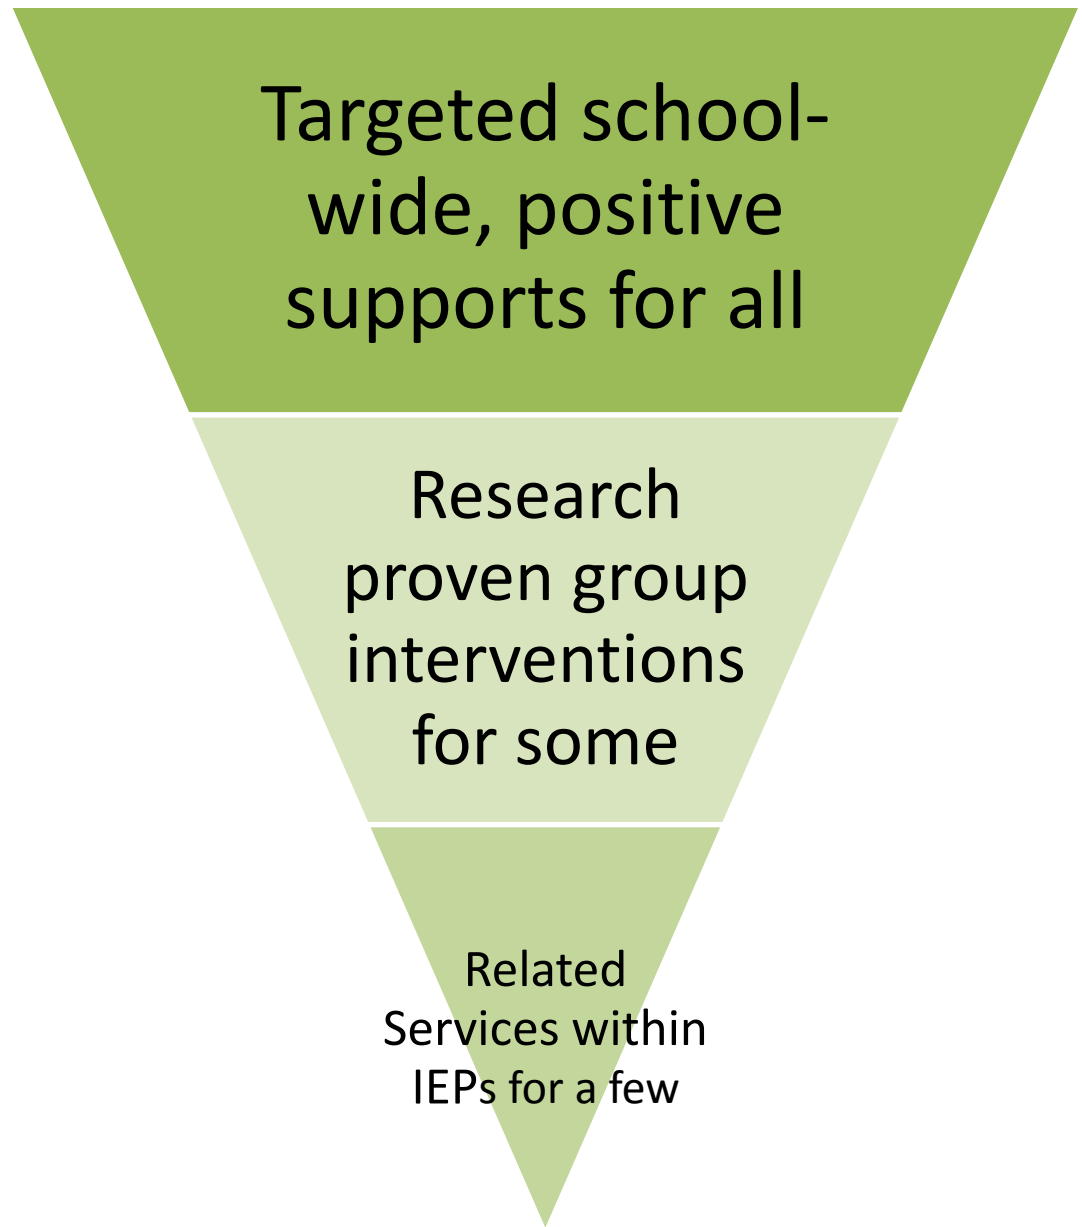 Targeted school-
wide, positive
supports for all
Research
proven group
interventions
for some
Related
Services within
IEPs for a few